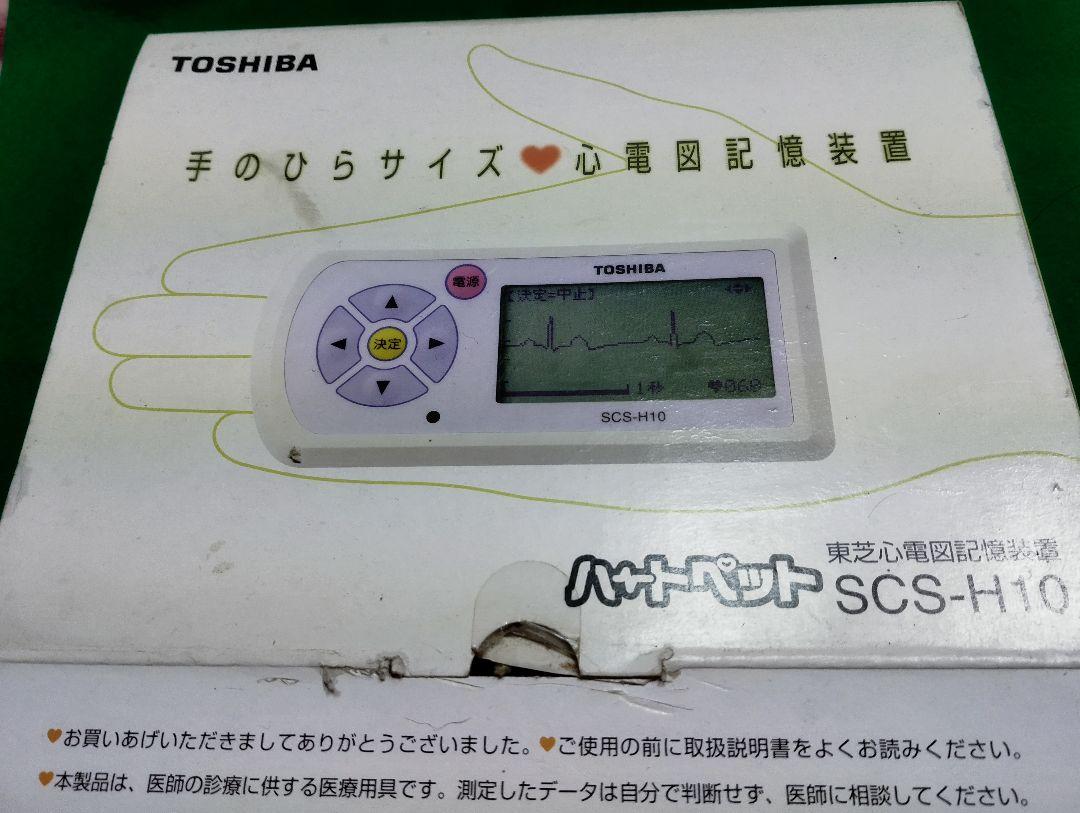 TOSHIBA
手のひらサイズ♥心電図記憶装置
電源
TOSHIBA
【決定=中止】
決定
1秒
♥060
SCS-H10
東芝心電図記憶装置
ハートペット SCS-H10
♥お買いあげいただきましてありがとうございました。♥ご使用の前に取扱説明書をよくお読みください。
♥本製品は、医師の診療に供する医療用具です。測定したデータは自分で判断せず、医師に相談してください。